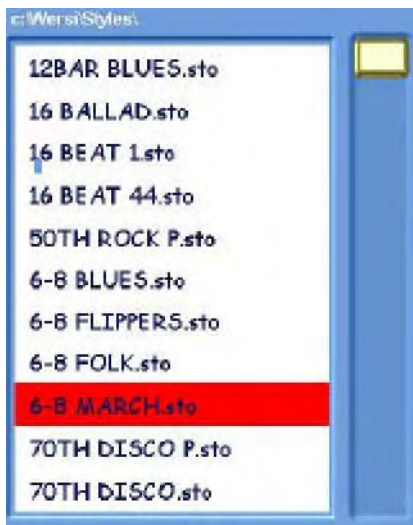 c:\Wersi\Styles\
12BAR BLUES.sto
16 BALLAD.sto
16 BEAT 1.sto
16 BEAT 44.sto
50TH ROCK P.sto
6-8 BLUES.sto
6-8 FLIPPERS.sto
6-8 FOLK.sto
6-8 MARCH.sto
70TH DISCO P.sto
70TH DISCO.sto